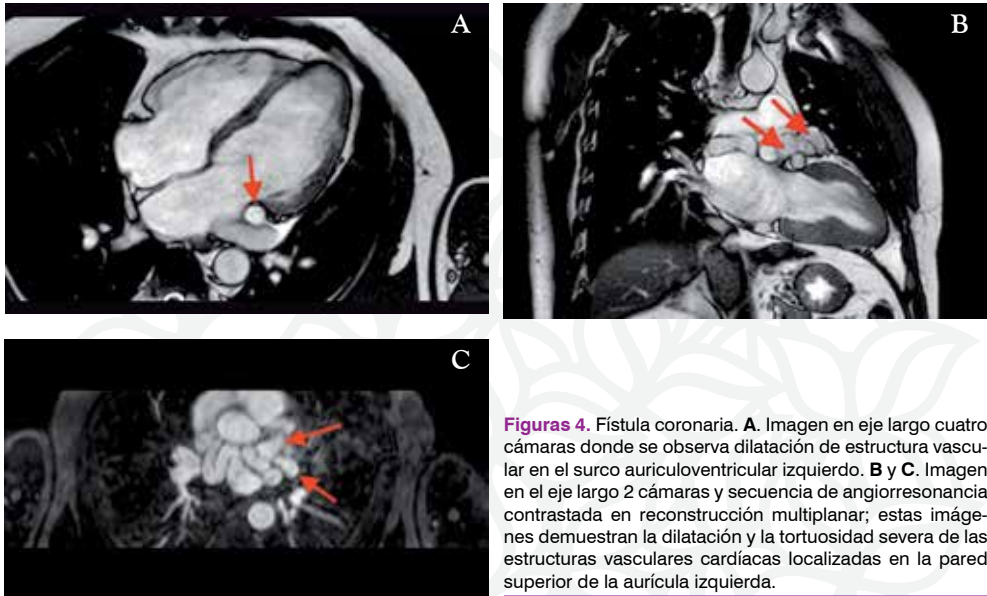 A
B
C
Figuras 4. Fístula coronaria. A. Imagen en eje largo cuatro
cámaras donde se observa dilatación de estructura vascu-
lar en el surco auriculoventricular izquierdo. B y C. Imagen
en el eje largo 2 cámaras y secuencia de angiorresonancia
contrastada en reconstrucción multiplanar; estas imáge-
nes demuestran la dilatación y la tortuosidad severa de las
estructuras vasculares cardíacas localizadas en la pared
superior de la aurícula izquierda.